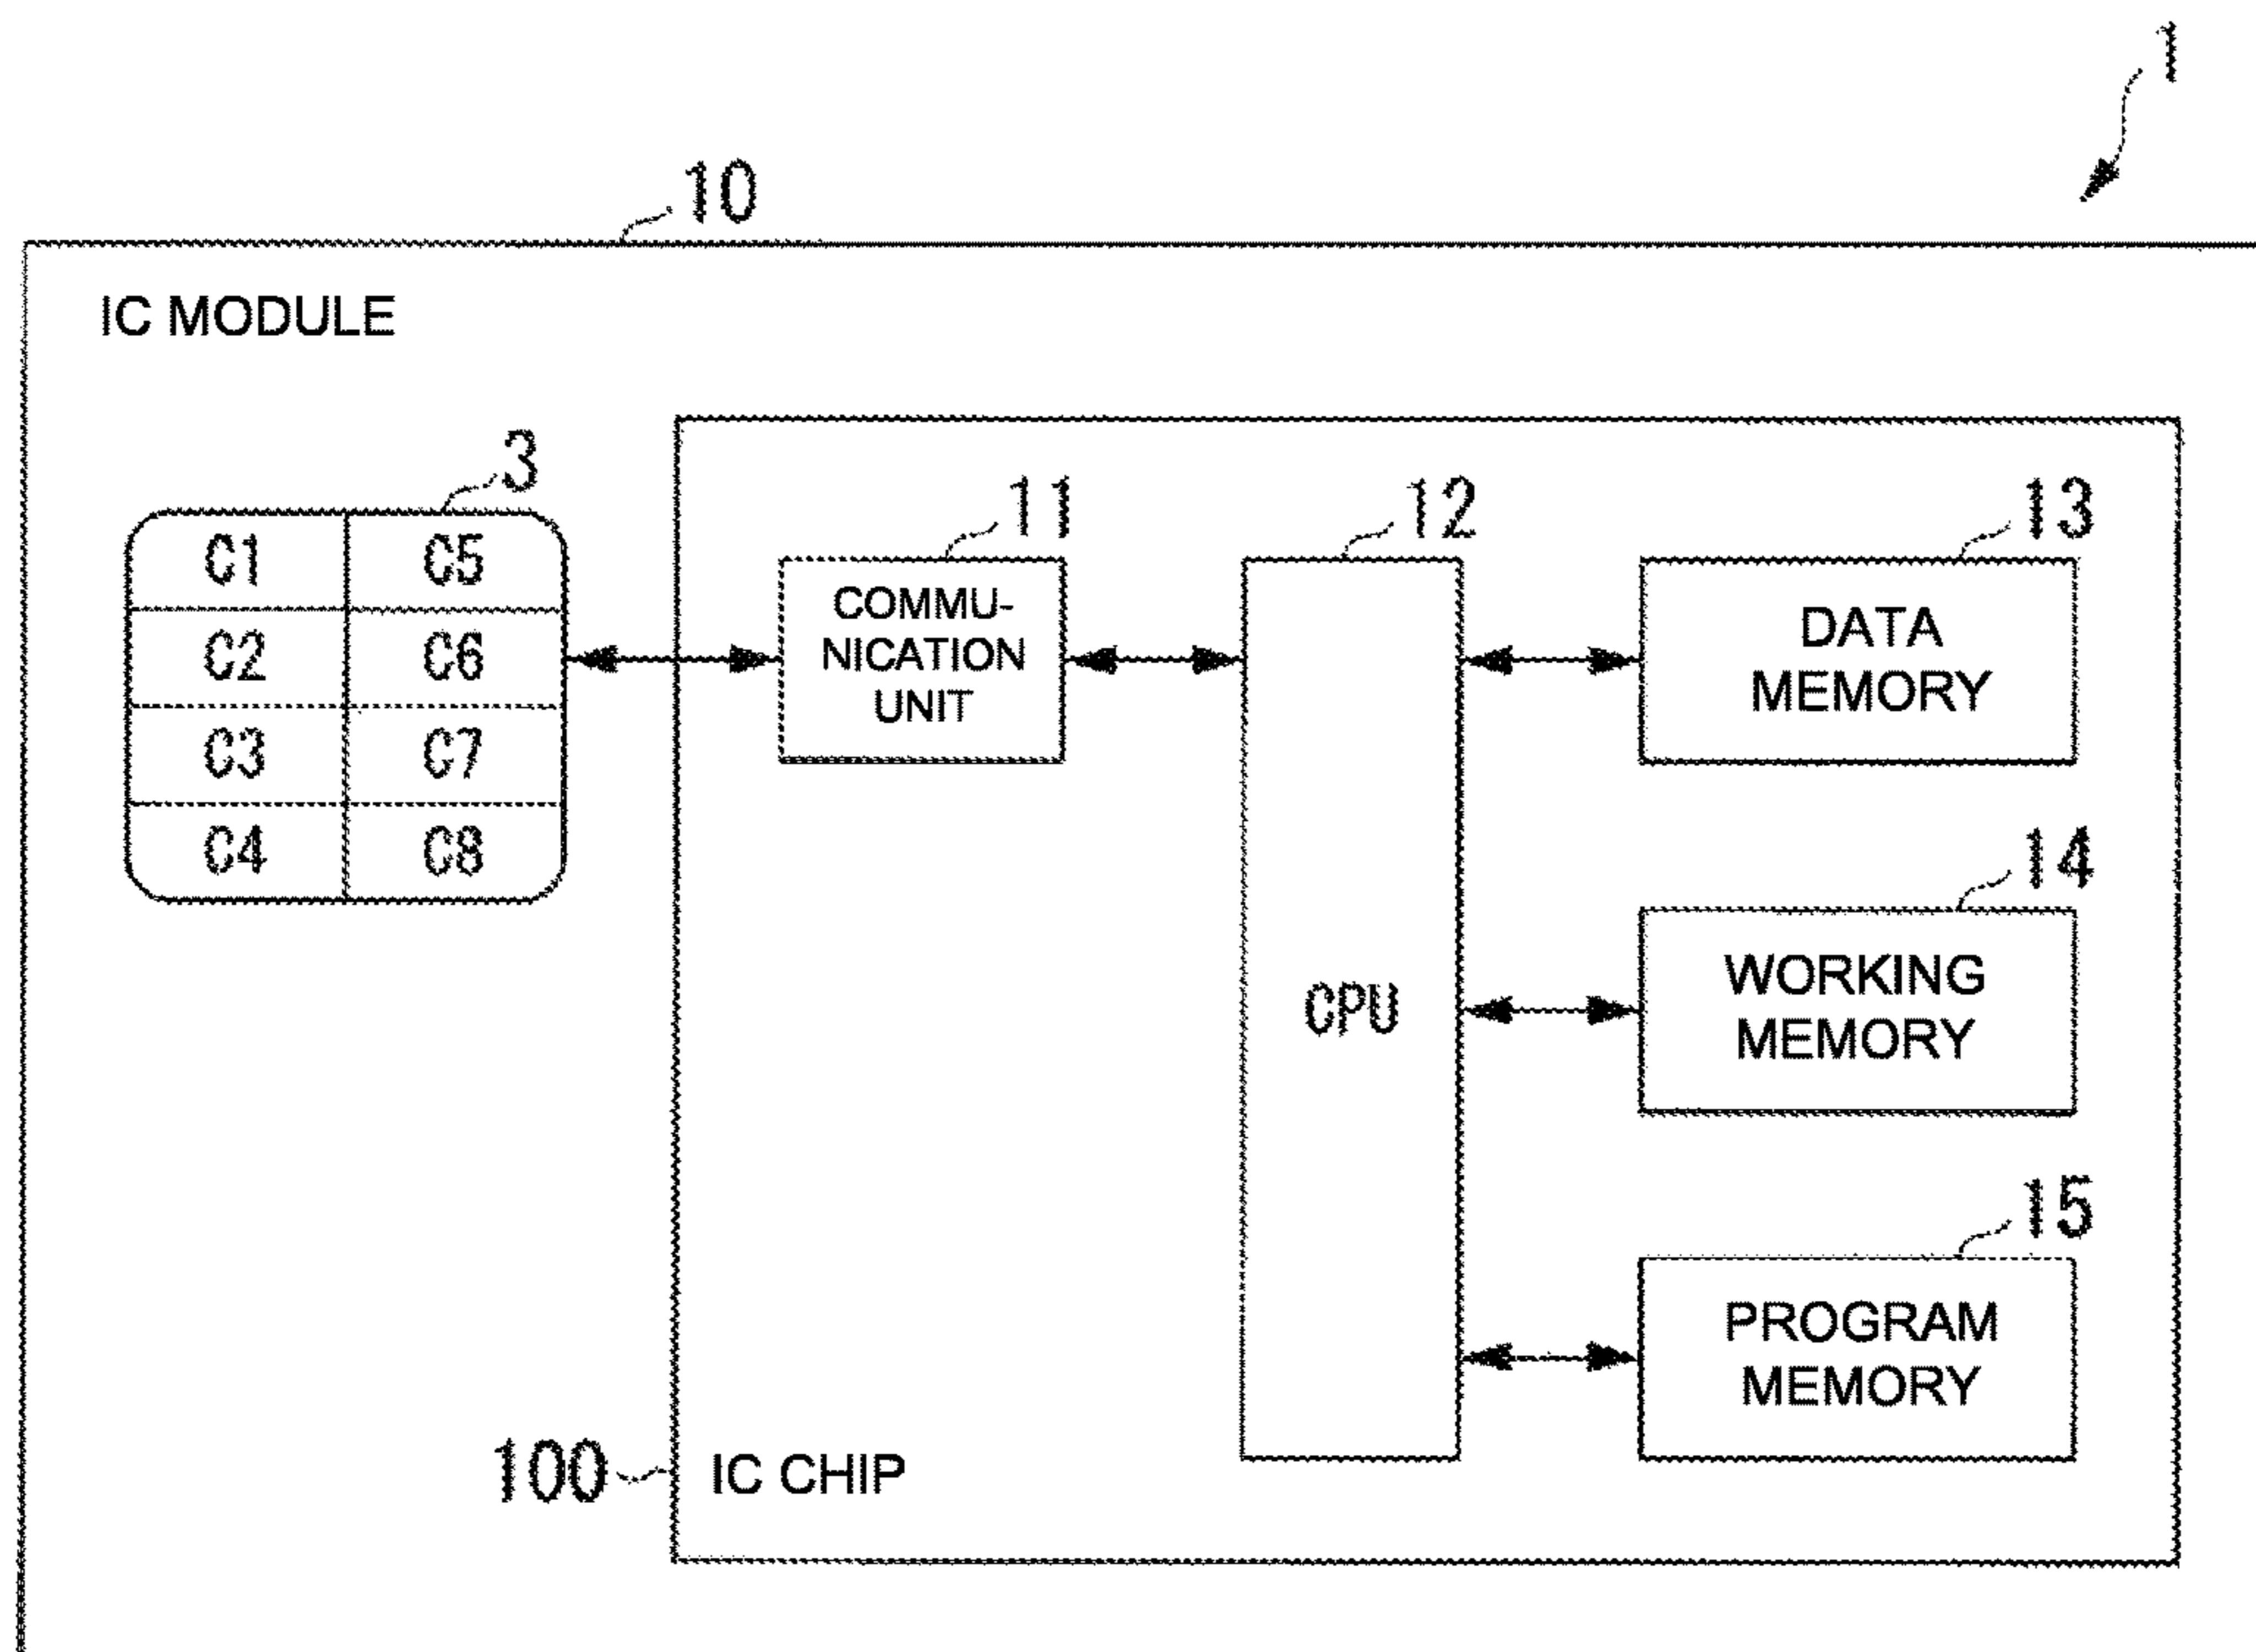 1
10
IC MODULE
3
11
12
13
C1 C5
C2 C6
C3 C7
C4 C8
COMMU-
NICATION
UNIT
DATA
MEMORY
14
CPU
WORKING
MEMORY
15
PROGRAM
MEMORY
100
IC CHIP